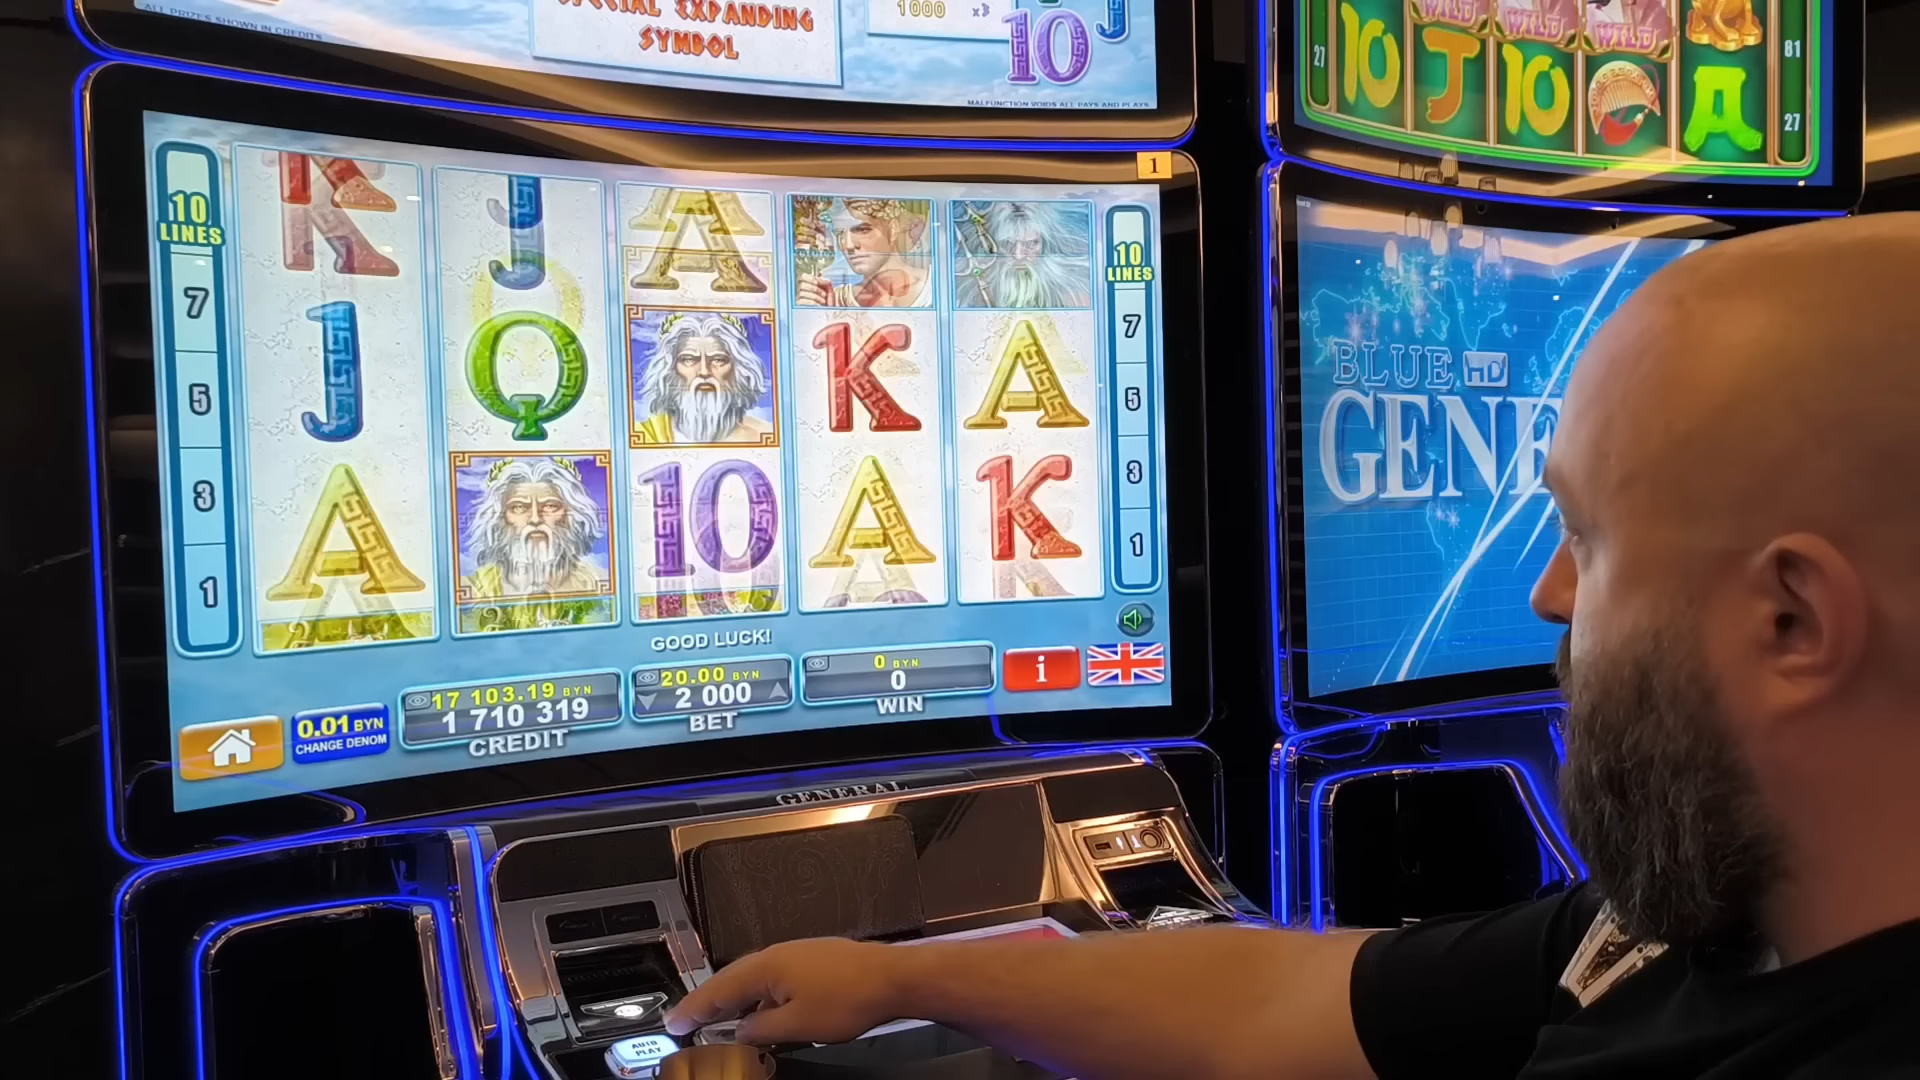 ALL PRIZES SHOWN IN CREDITS
SPECIAL EXPANDING
SYMBOL
1000 x3
10
J
MALFUNCTION VOIDS ALL PAYS AND PLAYS
1
10
LINES
7
5
3
1
K
J
A
J
Q
A
10
K
A
A
K
10
LINES
7
5
3
1
GOOD LUCK!
0.01 BYN
CHANGE DENOM
17 103.19 BYN
1 710 319
CREDIT
20.00 BYN
2 000
BET
0 BYN
0
WIN
i
GENERAL
AUTO
PLAY
WILD
WILD
WILD
27
10
J
10
A
81
27
BLUE HD
GENE